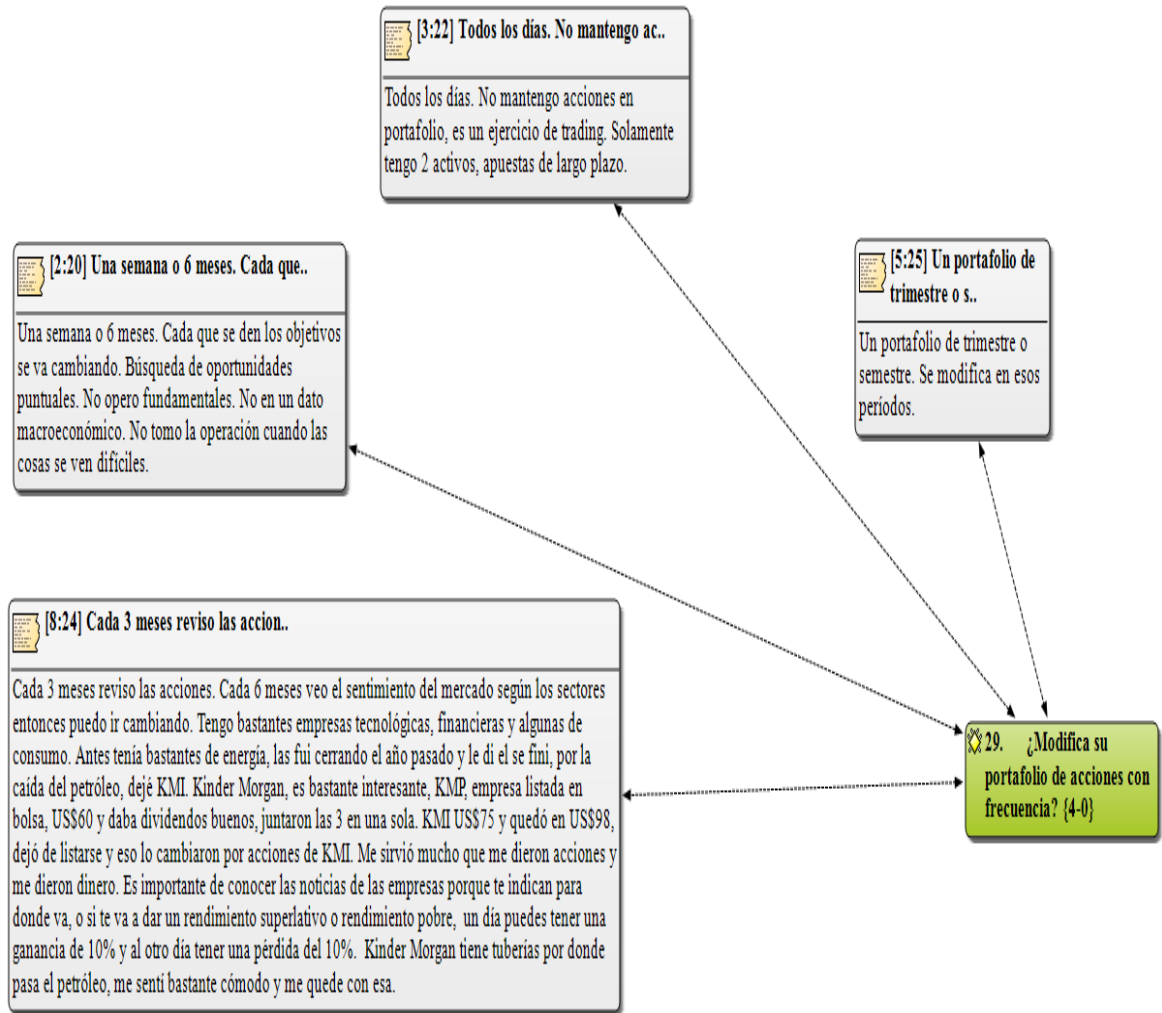 [3:22] Todos los días. No mantengo ac..
Todos los días. No mantengo acciones en
portafolio, es un ejercicio de trading. Solamente
tengo 2 activos, apuestas de largo plazo.
[2:20] Una semana o 6 meses. Cada que..
Una semana o 6 meses. Cada que se den los objetivos
se va cambiando. Búsqueda de oportunidades
puntuales. No opero fundamentales. No en un dato
macroeconómico. No tomo la operación cuando las
cosas se ven difíciles.
[5:25] Un portafolio de
trimestre o s..
Un portafolio de trimestre o
semestre. Se modifica en esos
períodos.
[8:24] Cada 3 meses reviso las accion..
Cada 3 meses reviso las acciones. Cada 6 meses veo el sentimiento del mercado según los sectores
entonces puedo ir cambiando. Tengo bastantes empresas tecnológicas, financieras y algunas de
consumo. Antes tenía bastantes de energía, las fui cerrando el año pasado y le di el se fini, por la
caída del petróleo, dejé KMI. Kinder Morgan, es bastante interesante, KMP, empresa listada en
bolsa, US$60 y daba dividendos buenos, juntaron las 3 en una sola. KMI US$75 y quedó en US$98,
dejó de listarse y eso lo cambiaron por acciones de KMI. Me sirvió mucho que me dieron acciones y
me dieron dinero. Es importante de conocer las noticias de las empresas porque te indican para
donde va, o si te va a dar un rendimiento superlativo o rendimiento pobre, un día puedes tener una
ganancia de 10% y al otro día tener una pérdida del 10%. Kinder Morgan tiene tuberías por donde
pasa el petróleo, me sentí bastante cómodo y me quede con esa.
29. ¿Modifica su
portafolio de acciones con
frecuencia? {4-0}